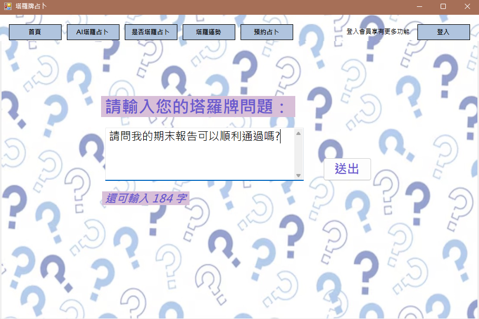 塔羅牌占卜
首頁
AI塔羅占卜
是否塔羅占卜
塔羅運勢
預約占卜
登入會員享有更多功能
登入
請輸入您的塔羅牌問題：
請問我的期末報告可以順利通過嗎?
送出
還可輸入 184 字